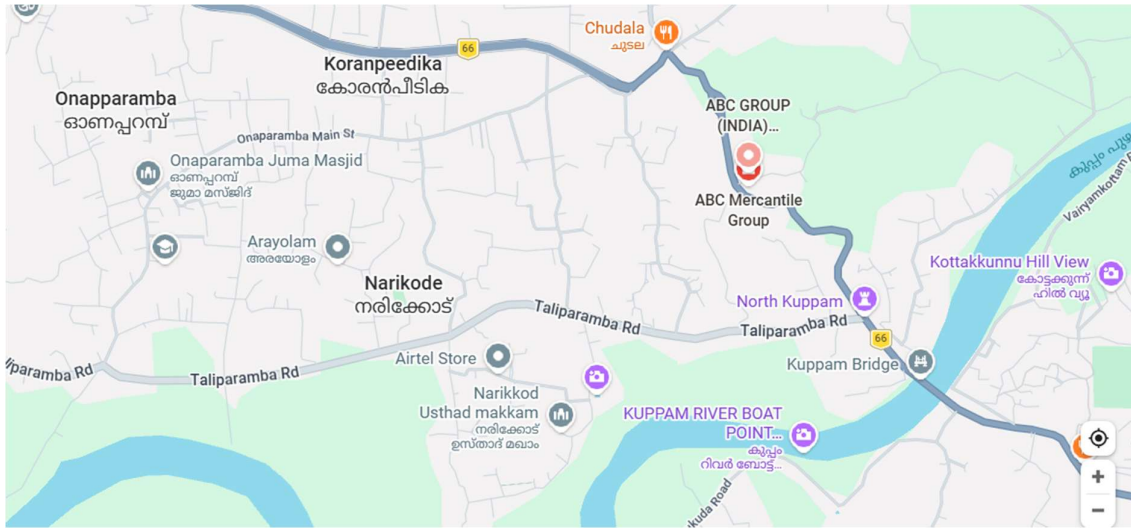 Chudala
ചുടല
66
Koranpeedika
കോരൻപീടിക
Onapparamba
ഓണപ്പറമ്പ്
ABC GROUP
(INDIA)...
Onaparamba Main St
Onaparamba Juma Masjid
ഓണപ്പറമ്പ്
ജുമാ മസ്ജിദ്
കുപ്പം പുഴ
ABC Mercantile
Group
Arayolam
അരയോളം
Kottakkunnu Hill View
കോട്ടക്കുന്ന്
ഹിൽ വ്യൂ
Narikode
നരിക്കോട്
North Kuppam
Taliparamba Rd
Taliparamba Rd
66
Airtel Store
Kuppam Bridge
Taliparamba Rd
Narikkod
Usthad makkam
നരിക്കോട്
ഉസ്താദ് മഖാം
KUPPAM RIVER BOAT
POINT...
കുപ്പം
റിവർ ബോട്ട്...